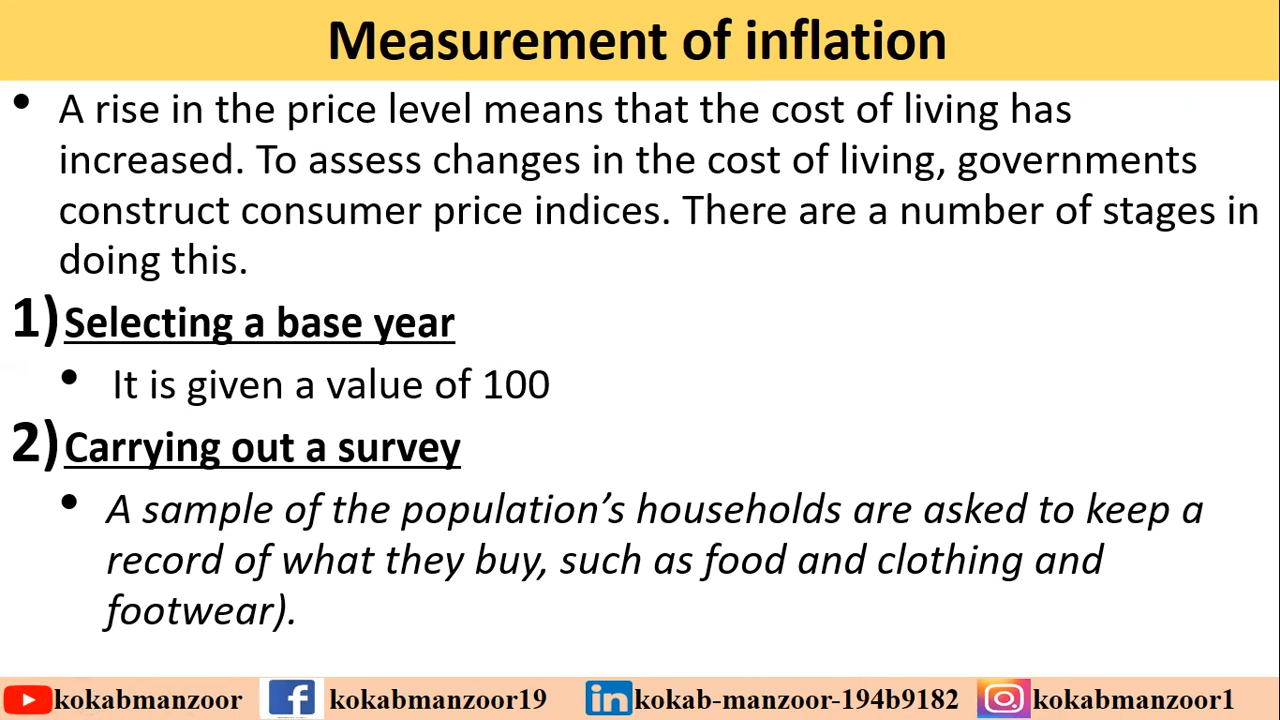 Measurement of inflation
• A rise in the price level means that the cost of living has
increased. To assess changes in the cost of living, governments
construct consumer price indices. There are a number of stages in
doing this.
1) Selecting a base year
• It is given a value of 100
2) Carrying out a survey
• A sample of the population’s households are asked to keep a
record of what they buy, such as food and clothing and
footwear).
kokabmanzoor kokabmanzoor19 kokab-manzoor-194b9182 kokabmanzoor1